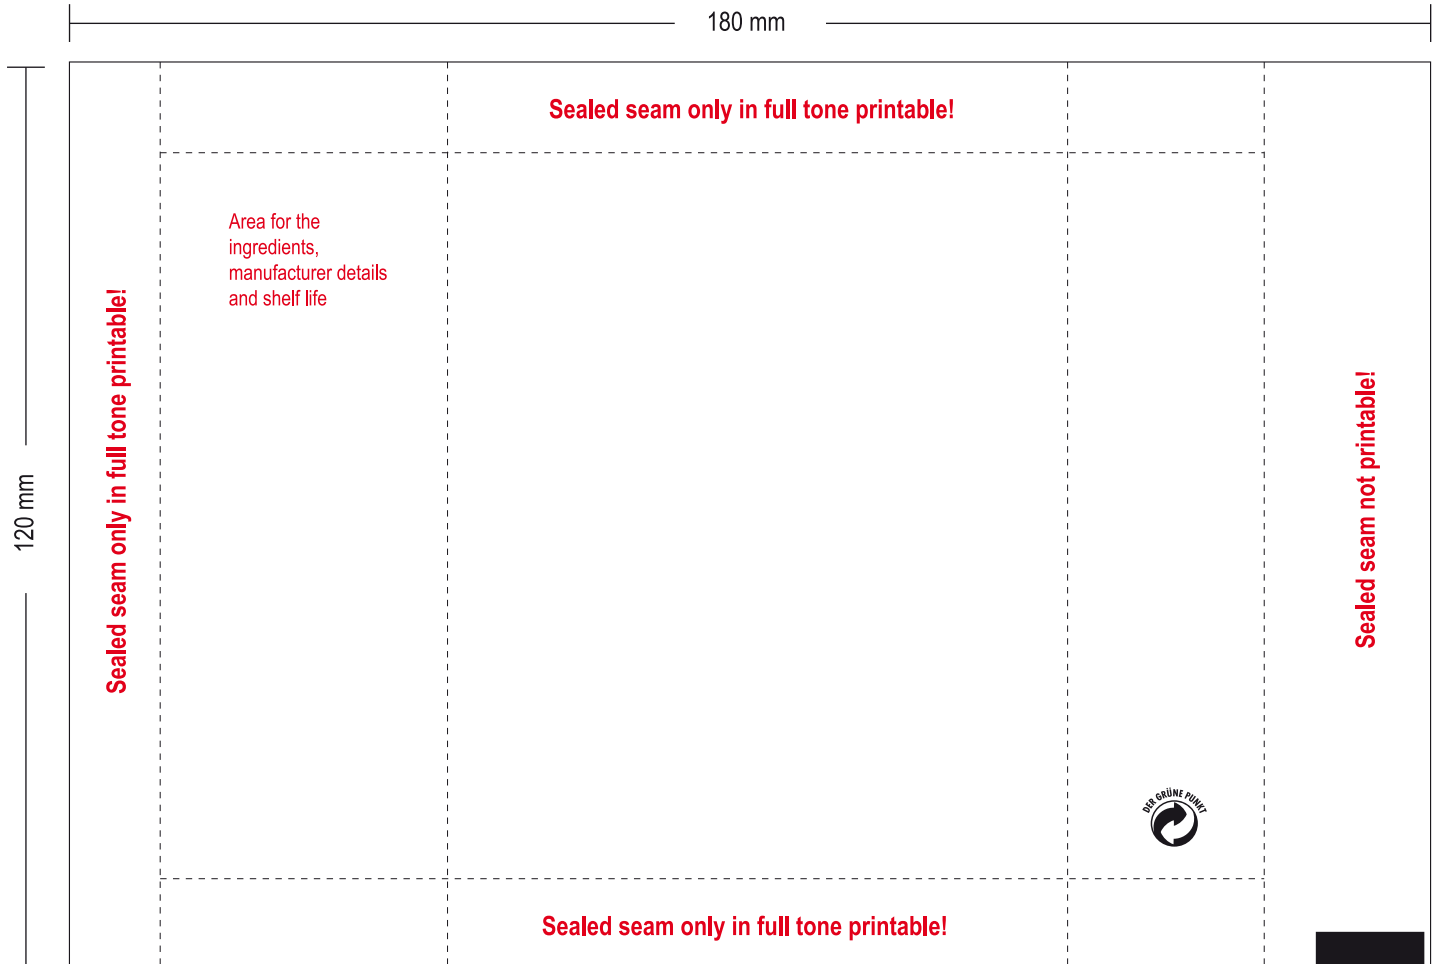 180 mm
Sealed seam only in full tone printable!
Area for the
ingredients,
manufacturer details
and shelf life
Sealed seam only in full tone printable!
120 mm
Sealed seam not printable!
DER GRÜNE PUNKT
Sealed seam only in full tone printable!